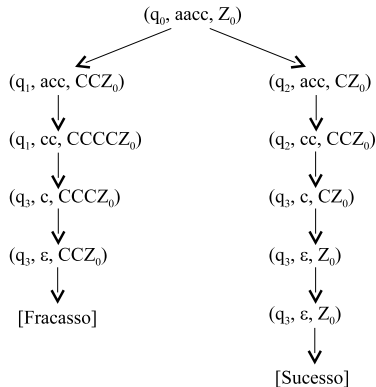 (q₀, aacc, Z₀)
(q₁, acc, CCZ₀) (q₂, acc, CZ₀)
(q₁, cc, CCCCZ₀) (q₂, cc, CCZ₀)
(q₃, c, CCCZ₀) (q₃, c, CZ₀)
(q₃, ε, CCZ₀) (q₃, ε, Z₀)
[Fracasso] (q₃, ε, Z₀)
[Sucesso]